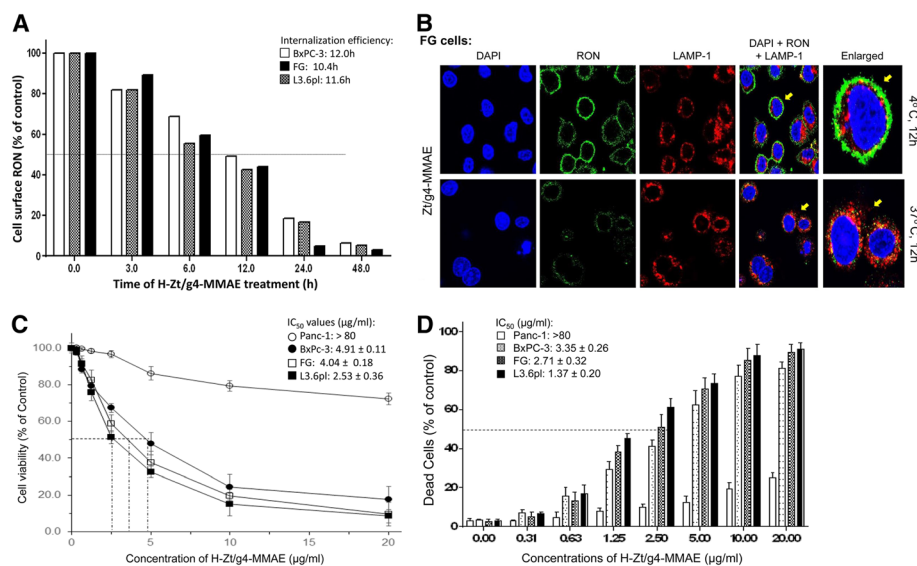 A
Internalization efficiency:
BxPC-3: 12.0h
FG: 10.4h
L3.6pl: 11.6h
Cell surface RON (% of control)
100
80
60
40
20
0
0.0 3.0 6.0 12.0 24.0 48.0
Time of H-Zt/g4-MMAE treatment (h)
B
FG cells:
DAPI RON LAMP-1 DAPI + RON
+ LAMP-1 Enlarged
Zt/g4-MMAE
4°C, 12h
37°C, 12h
C
IC50 values (µg/ml):
Panc-1: > 80
BxPc-3: 4.91 ± 0.11
FG: 4.04 ± 0.18
L3.6pl: 2.53 ± 0.36
Cell viability (% of Control)
100.0
80.0
60.0
40.0
20.0
0.0
0 5 10 15 20
Concentration of H-Zt/g4-MMAE (µg/ml)
D
IC50 (µg/ml):
Panc-1: >80
BxPC-3: 3.35 ± 0.26
FG: 2.71 ± 0.32
L3.6pl: 1.37 ± 0.20
Dead Cells (% of control)
100
80
60
40
20
0
0.00 0.31 0.63 1.25 2.50 5.00 10.00 20.00
Concentrations of H-Zt/g4-MMAE (µg/ml)